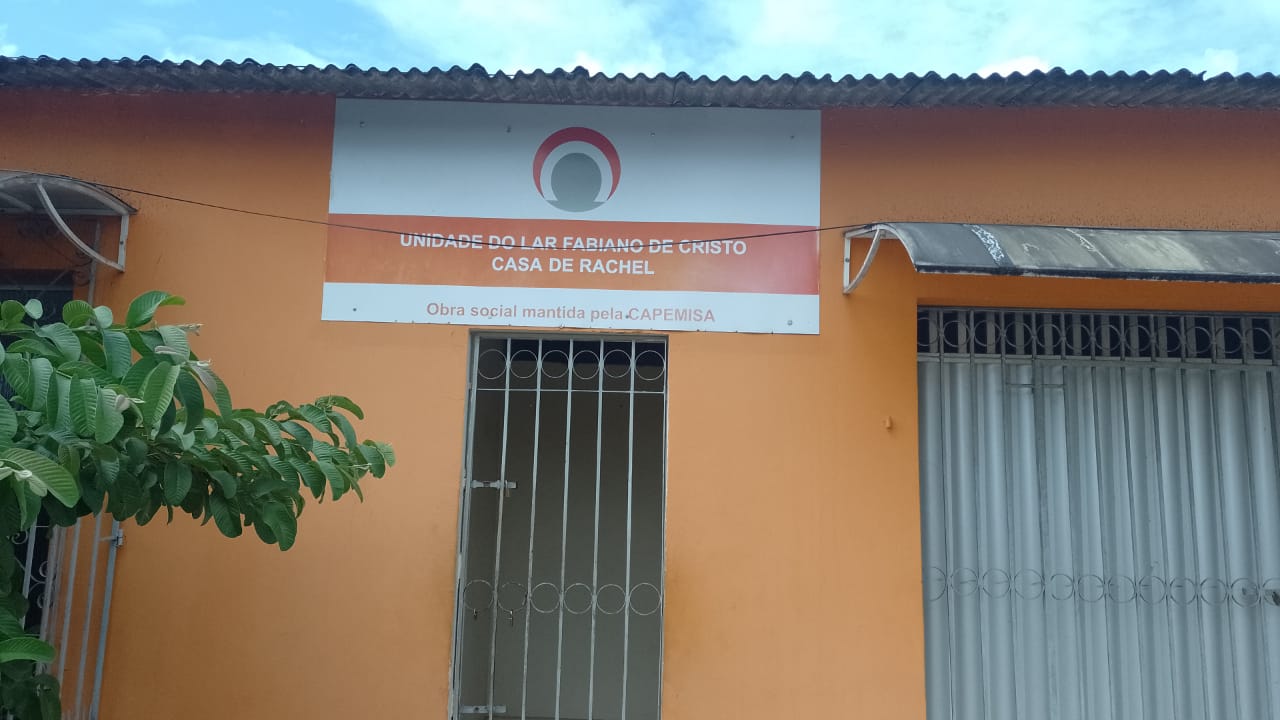 UNIDADE DO LAR FABIANO DE CRISTO
CASA DE RACHEL
Obra social mantida pela CAPEMISA